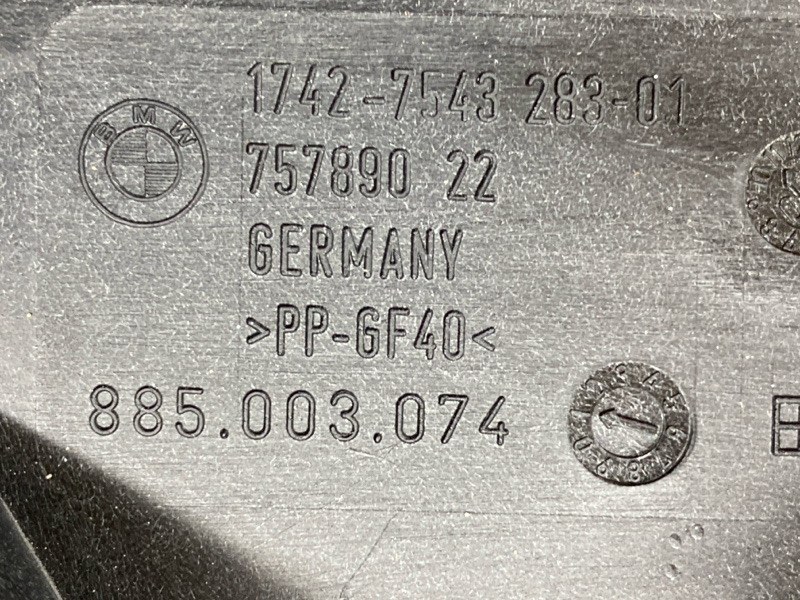 BMW
1742-7543 283-01
757890 22
GERMANY
>PP-GF40<
885.003.074